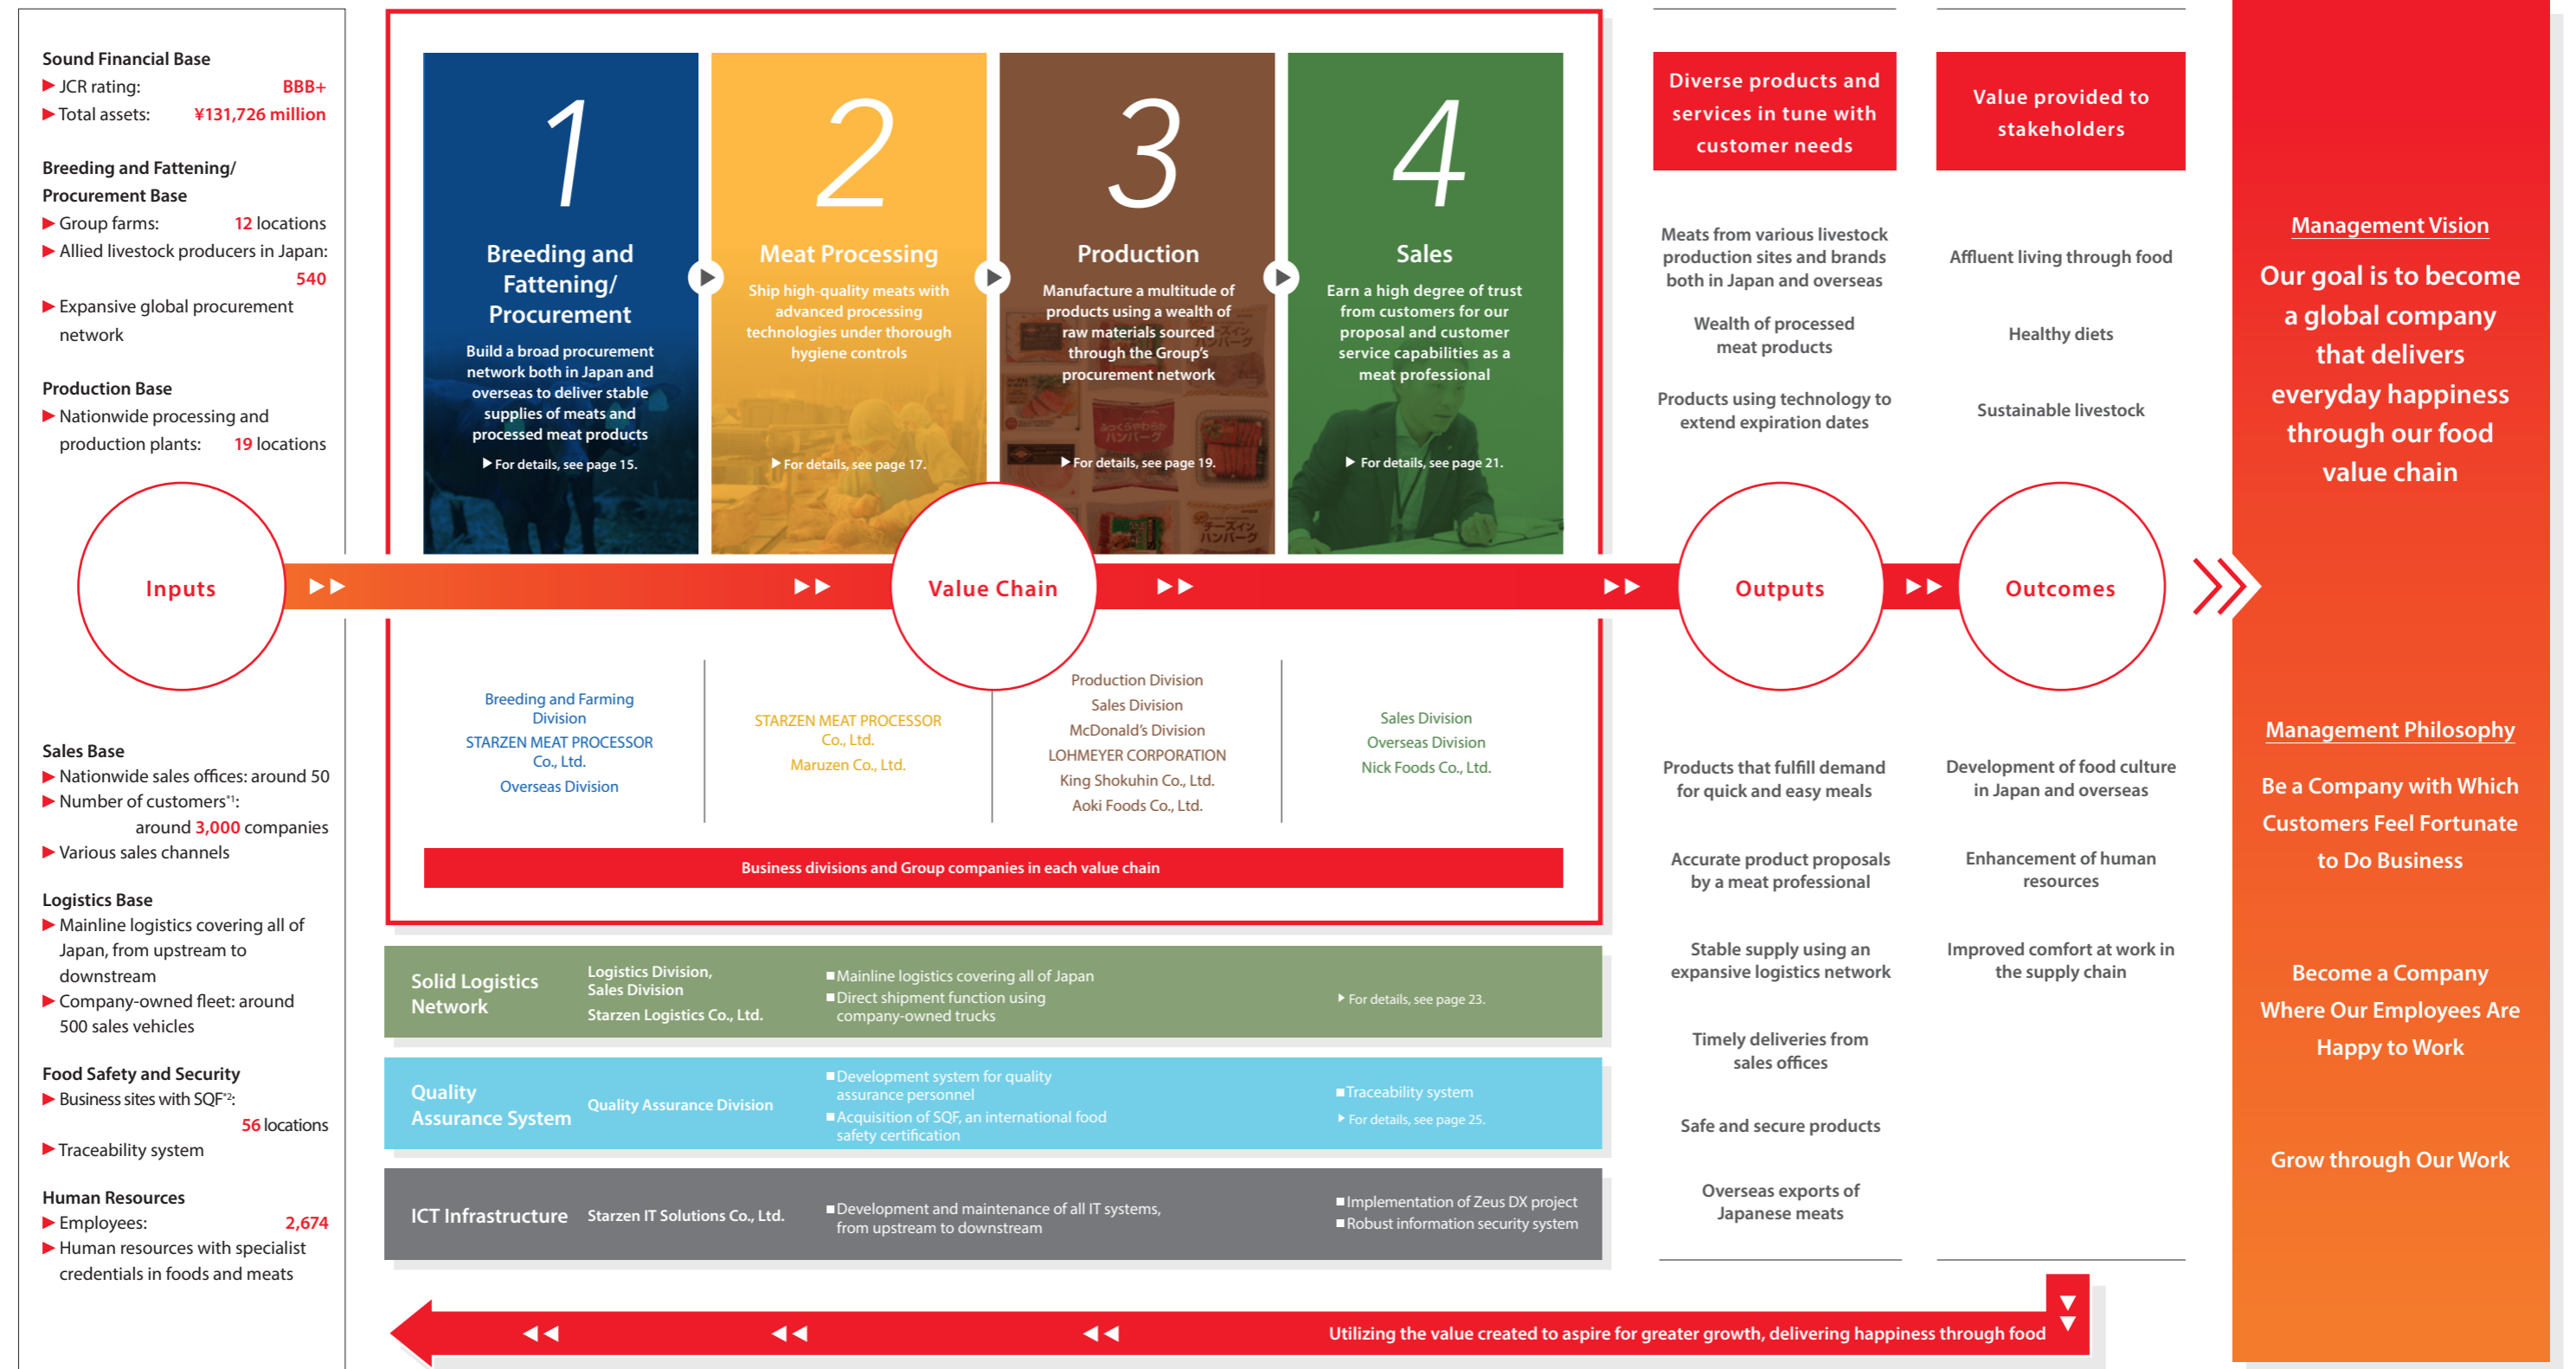 Sound Financial Base
▶ JCR rating: BBB+
▶ Total assets: ¥131,726 million
Breeding and Fattening/
Procurement Base
▶ Group farms: 12 locations
▶ Allied livestock producers in Japan:
540
▶ Expansive global procurement
network
Production Base
▶ Nationwide processing and
production plants: 19 locations
Inputs
Sales Base
▶ Nationwide sales offices: around 50
▶ Number of customers*1:
around 3,000 companies
▶ Various sales channels
Logistics Base
▶ Mainline logistics covering all of
Japan, from upstream to
downstream
▶ Company-owned fleet: around
500 sales vehicles
Food Safety and Security
▶ Business sites with SQF*2:
56 locations
▶ Traceability system
Human Resources
▶ Employees: 2,674
▶ Human resources with specialist
credentials in foods and meats
1
Breeding and
Fattening/
Procurement
Build a broad procurement
network both in Japan and
overseas to deliver stable
supplies of meats and
processed meat products
▶ For details, see page 15.
2
Meat Processing
Ship high-quality meats with
advanced processing
technologies under thorough
hygiene controls
▶ For details, see page 17.
3
Production
Manufacture a multitude of
products using a wealth of
raw materials sourced
through the Group's
procurement network
▶ For details, see page 19.
ふっくらやわらか
ハンバーグ
チーズイン
ハンバーグ
4
Sales
Earn a high degree of trust
from customers for our
proposal and customer
service capabilities as a
meat professional
▶ For details, see page 21.
Value Chain
Breeding and Farming
Division
STARZEN MEAT PROCESSOR
Co., Ltd.
Overseas Division
STARZEN MEAT PROCESSOR
Co., Ltd.
Maruzen Co., Ltd.
Production Division
Sales Division
McDonald's Division
LOHMEYER CORPORATION
King Shokuhin Co., Ltd.
Aoki Foods Co., Ltd.
Sales Division
Overseas Division
Nick Foods Co., Ltd.
Business divisions and Group companies in each value chain
Solid Logistics
Network
Logistics Division,
Sales Division
Starzen Logistics Co., Ltd.
■ Mainline logistics covering all of Japan
■ Direct shipment function using
company-owned trucks
▶ For details, see page 23.
Quality
Assurance System
Quality Assurance Division
■ Development system for quality
assurance personnel
■ Acquisition of SQF, an international food
safety certification
■ Traceability system
▶ For details, see page 25.
ICT Infrastructure
Starzen IT Solutions Co., Ltd.
■ Development and maintenance of all IT systems,
from upstream to downstream
■ Implementation of Zeus DX project
■ Robust information security system
Diverse products and
services in tune with
customer needs
Meats from various livestock
production sites and brands
both in Japan and overseas
Wealth of processed
meat products
Products using technology to
extend expiration dates
Outputs
Products that fulfill demand
for quick and easy meals
Accurate product proposals
by a meat professional
Stable supply using an
expansive logistics network
Timely deliveries from
sales offices
Safe and secure products
Overseas exports of
Japanese meats
Value provided to
stakeholders
Affluent living through food
Healthy diets
Sustainable livestock
Outcomes
Development of food culture
in Japan and overseas
Enhancement of human
resources
Improved comfort at work in
the supply chain
Utilizing the value created to aspire for greater growth, delivering happiness through food
Management Vision
Our goal is to become
a global company
that delivers
everyday happiness
through our food
value chain
Management Philosophy
Be a Company with Which
Customers Feel Fortunate
to Do Business
Become a Company
Where Our Employees Are
Happy to Work
Grow through Our Work